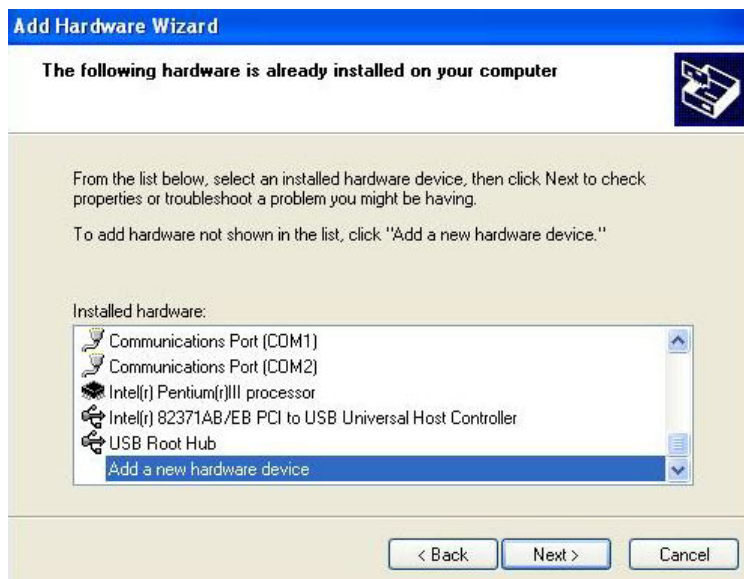 Add Hardware Wizard
The following hardware is already installed on your computer
From the list below, select an installed hardware device, then click Next to check
properties or troubleshoot a problem you might be having.
To add hardware not shown in the list, click "Add a new hardware device."
Installed hardware:
Communications Port (COM1)
Communications Port (COM2)
Intel(r) Pentium(r)III processor
Intel(r) 82371AB/EB PCI to USB Universal Host Controller
USB Root Hub
Add a new hardware device
< Back Next > Cancel